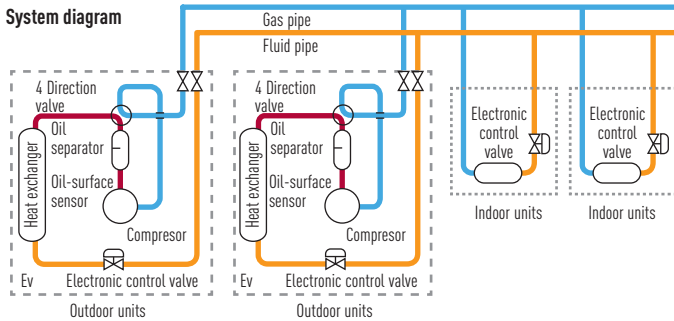 System diagram
Gas pipe
Fluid pipe
4 Direction
valve
Oil
separator
Oil-surface
sensor
Heat exchanger
Compresor
Ev
Electronic control valve
Outdoor units
4 Direction
valve
Oil
separator
Oil-surface
sensor
Heat exchanger
Compresor
Ev
Electronic control valve
Outdoor units
Electronic
control
valve
Indoor units
Electronic
control
valve
Indoor units